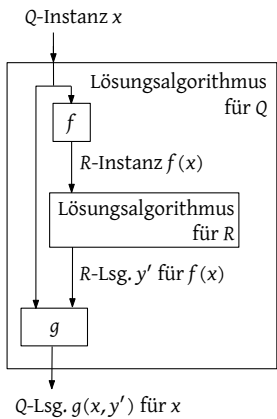 Q-Instanz x
Lösungsalgorithmus
für Q
f
R-Instanz f(x)
Lösungsalgorithmus
für R
R-Lsg. y′ für f(x)
g
Q-Lsg. g(x, y′) für x